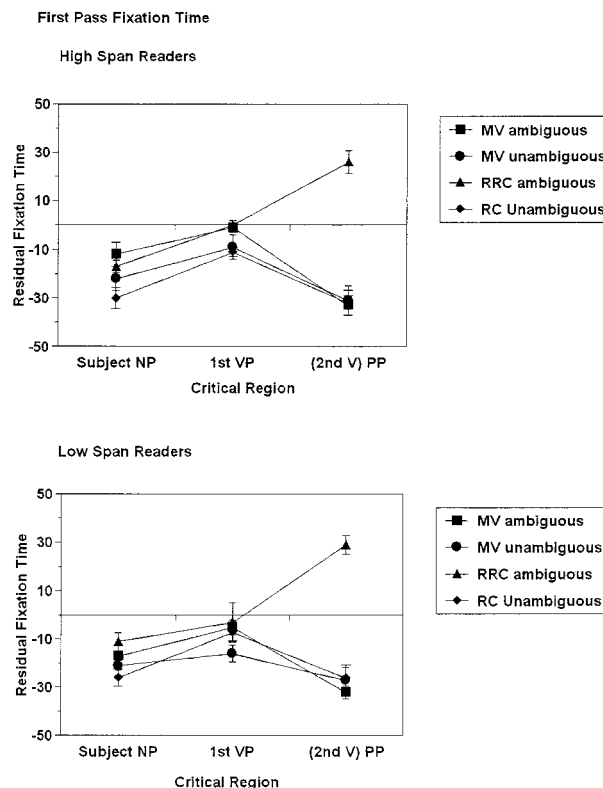 First Pass Fixation Time
High Span Readers
50
30
10
-10
-30
-50
Residual Fixation Time
Subject NP
1st VP
(2nd V) PP
Critical Region
MV ambiguous
MV unambiguous
RRC ambiguous
RC Unambiguous
Low Span Readers
50
30
10
-10
-30
-50
Residual Fixation Time
Subject NP
1st VP
(2nd V) PP
Critical Region
MV ambiguous
MV unambiguous
RRC ambiguous
RC Unambiguous